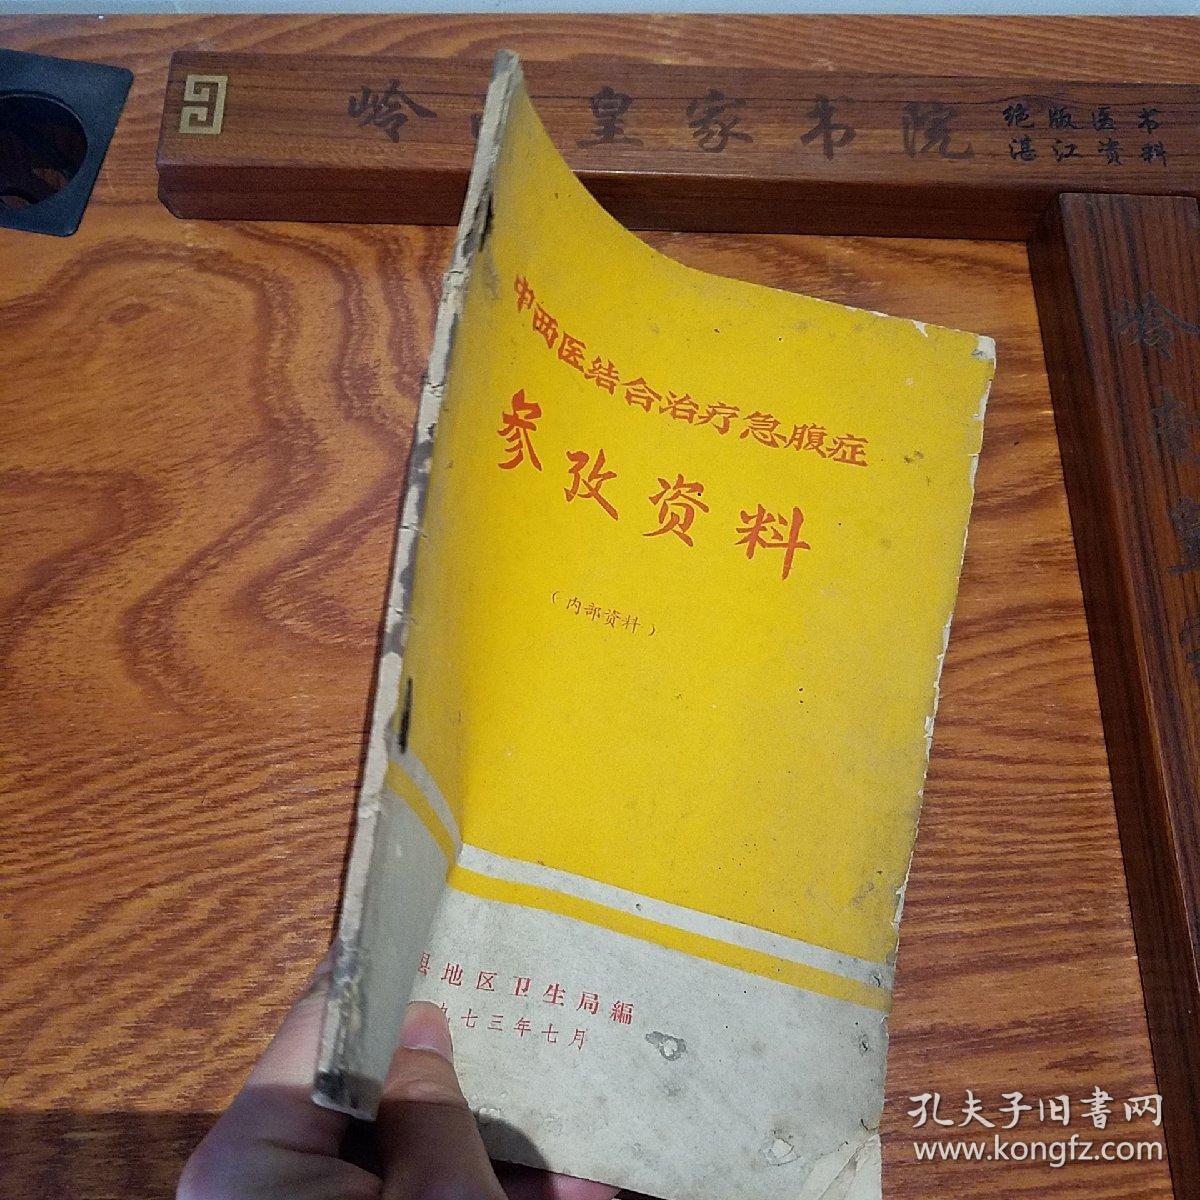 岭 皇家书院
绝版医书
湛江资料
中西医结合治疗急腹症
参攷资料
（内部资料）
县地区卫生局编
九七三年七月
岭
孔夫子旧書网
www.kongfz.com